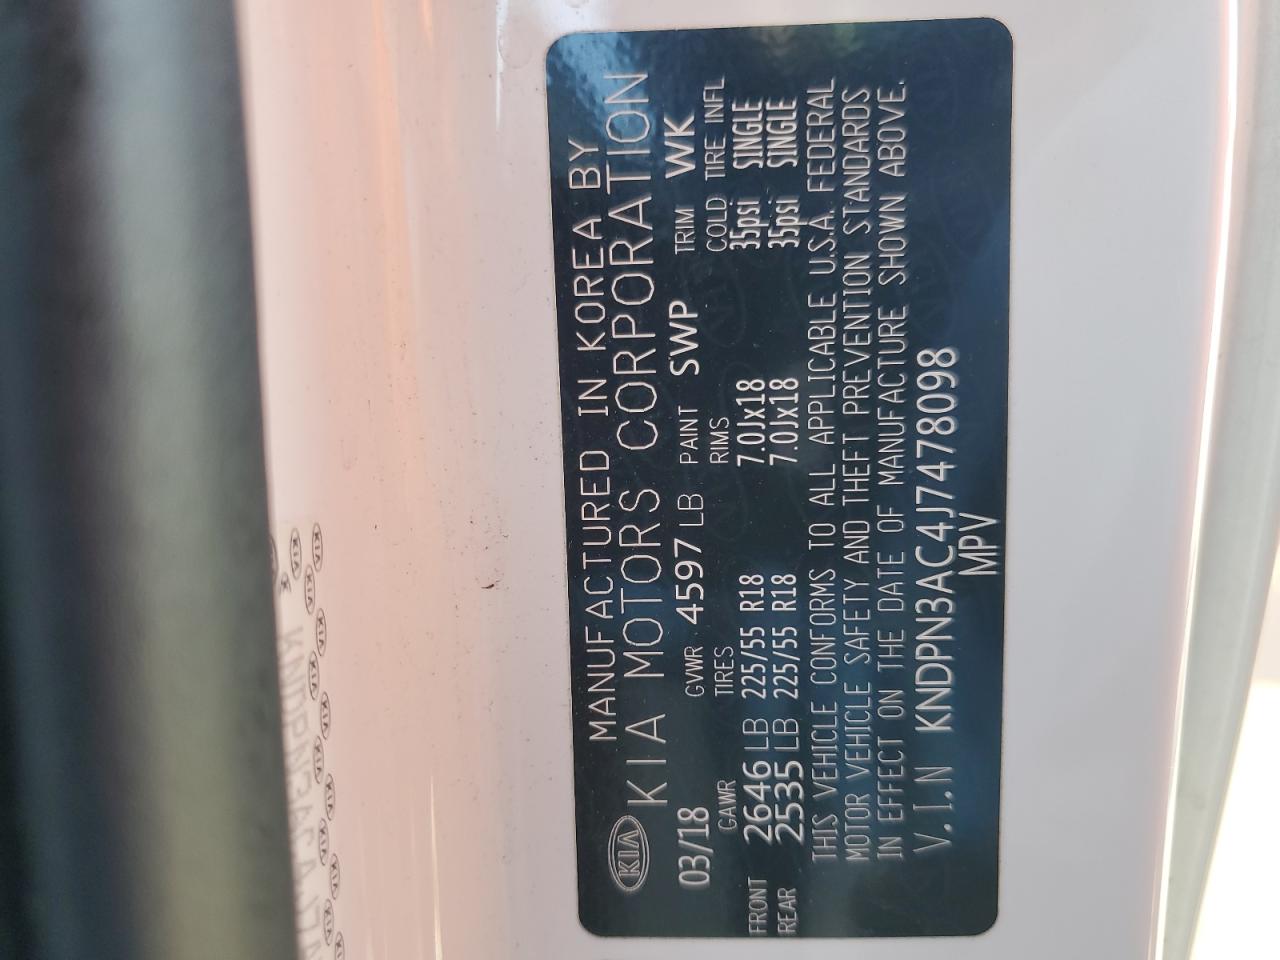 MANUFACTURED IN KOREA BY
KIA KIA MOTORS CORPORATION
03/18 GVWR 4597 LB PAINT SWP TRIM WK
GAWR TIRES RIMS COLD TIRE INFL
FRONT 2646 LB 225/55 R18 7.0Jx18 35psi SINGLE
REAR 2535 LB 225/55 R18 7.0Jx18 35psi SINGLE
THIS VEHICLE CONFORMS TO ALL APPLICABLE U.S.A. FEDERAL
MOTOR VEHICLE SAFETY AND THEFT PREVENTION STANDARDS
IN EFFECT ON THE DATE OF MANUFACTURE SHOWN ABOVE.
V.I.N KNDPN3AC4J7478098
MPV